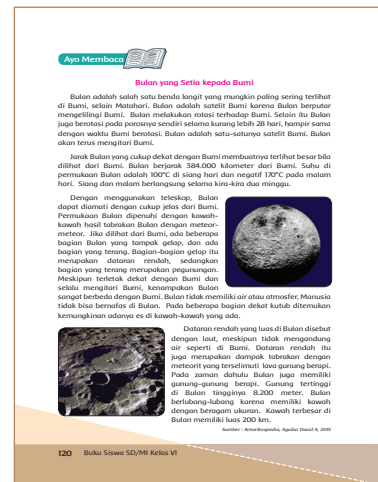 Ayo Membaca
Bulan yang Setia kepada Bumi
Bulan adalah salah satu benda langit yang mungkin paling sering terlihat
di Bumi, selain Matahari. Bulan adalah satelit Bumi karena Bulan berputar
mengelilingi Bumi. Bulan melakukan rotasi terhadap Bumi. Selain itu Bulan
juga berotasi pada porosnya sendiri selama kurang lebih 28 hari, hampir sama
dengan waktu Bumi berotasi. Bulan adalah satu-satunya satelit Bumi. Bulan
akan terus mengitari Bumi.
Jarak Bulan yang cukup dekat dengan Bumi membuatnya terlihat besar bila
dilihat dari Bumi. Bulan berjarak 384.000 kilometer dari Bumi. Suhu di
permukaan Bulan adalah 100°C di siang hari dan negatif 170°C pada malam
hari. Siang dan malam berlangsung selama kira-kira dua minggu.
Dengan menggunakan teleskop, Bulan
dapat diamati dengan cukup jelas dari Bumi.
Permukaan Bulan dipenuhi dengan kawah-
kawah hasil tabrakan Bulan dengan meteor-
meteor. Jika dilihat dari Bumi, ada beberapa
bagian Bulan yang tampak gelap, dan ada
bagian yang terang. Bagian-bagian gelap itu
merupakan dataran rendah, sedangkan
bagian yang terang merupakan pegunungan.
Meskipun terletak dekat dengan Bumi dan
selalu mengitari Bumi, kenampakan Bulan
sangat berbeda dengan Bumi. Bulan tidak memiliki air atau atmosfer. Manusia
tidak bisa bernafas di Bulan. Pada beberapa bagian dekat kutub ditemukan
kemungkinan adanya es di kawah-kawah yang ada.
Dataran rendah yang luas di Bulan disebut
dengan laut, meskipun tidak mengandung
air seperti di Bumi. Dataran rendah itu
juga merupakan dampak tabrakan dengan
meteorit yang terselimuti lava gunung berapi.
Pada zaman dahulu Bulan juga memiliki
gunung-gunung berapi. Gunung tertinggi
di Bulan tingginya 8.200 meter. Bulan
berlubang-lubang karena memiliki kawah
dengan beragam ukuran. Kawah terbesar di
Bulan memiliki luas 200 km.
Sumber : Antariksapedia, Aguilar David A, 2015
120 Buku Siswa SD/MI Kelas VI